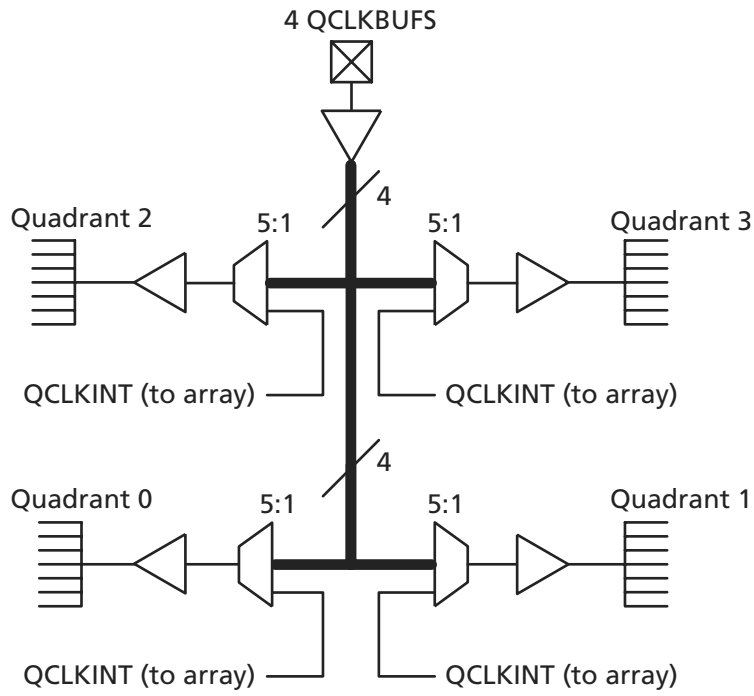 4 QCLKBUFS
4
Quadrant 2
5:1
5:1
Quadrant 3
QCLKINT (to array)
QCLKINT (to array)
4
Quadrant 0
5:1
5:1
Quadrant 1
QCLKINT (to array)
QCLKINT (to array)